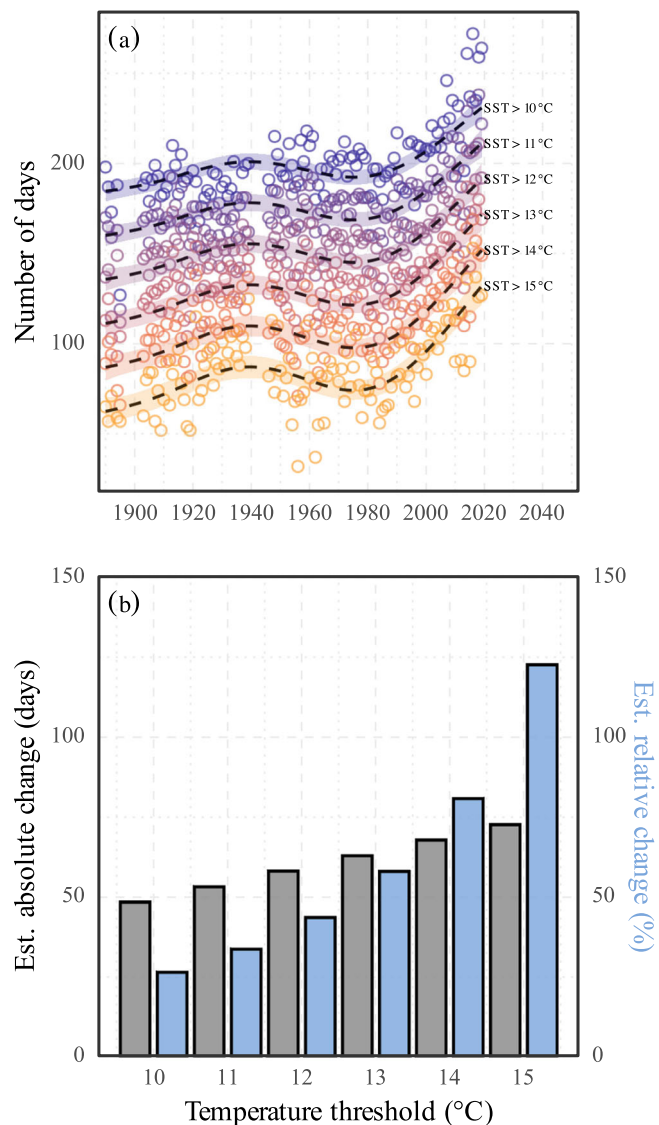 (a)
Number of days
200
100
SST > 10°C
SST > 11°C
SST > 12°C
SST > 13°C
SST > 14°C
SST > 15°C
1900 1920 1940 1960 1980 2000 2020 2040
(b)
Est. absolute change (days)
150
100
50
0
150
100
50
0
Est. relative change (%)
10 11 12 13 14 15
Temperature threshold (°C)